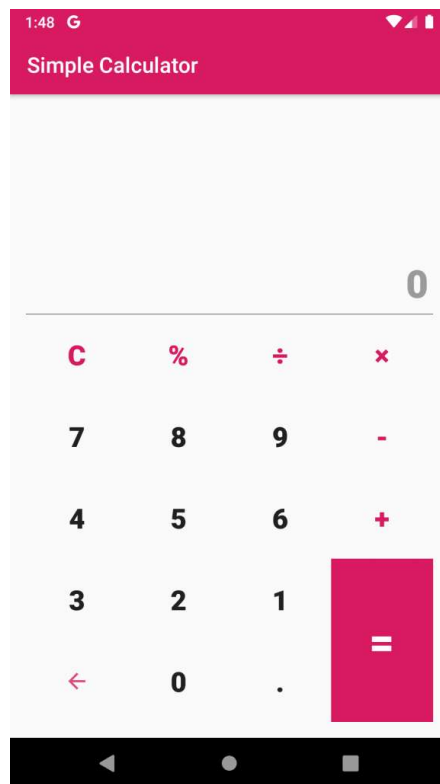 1:48 G
Simple Calculator
0
C % ÷ ×
7 8 9 -
4 5 6 +
3 2 1 =
← 0 .